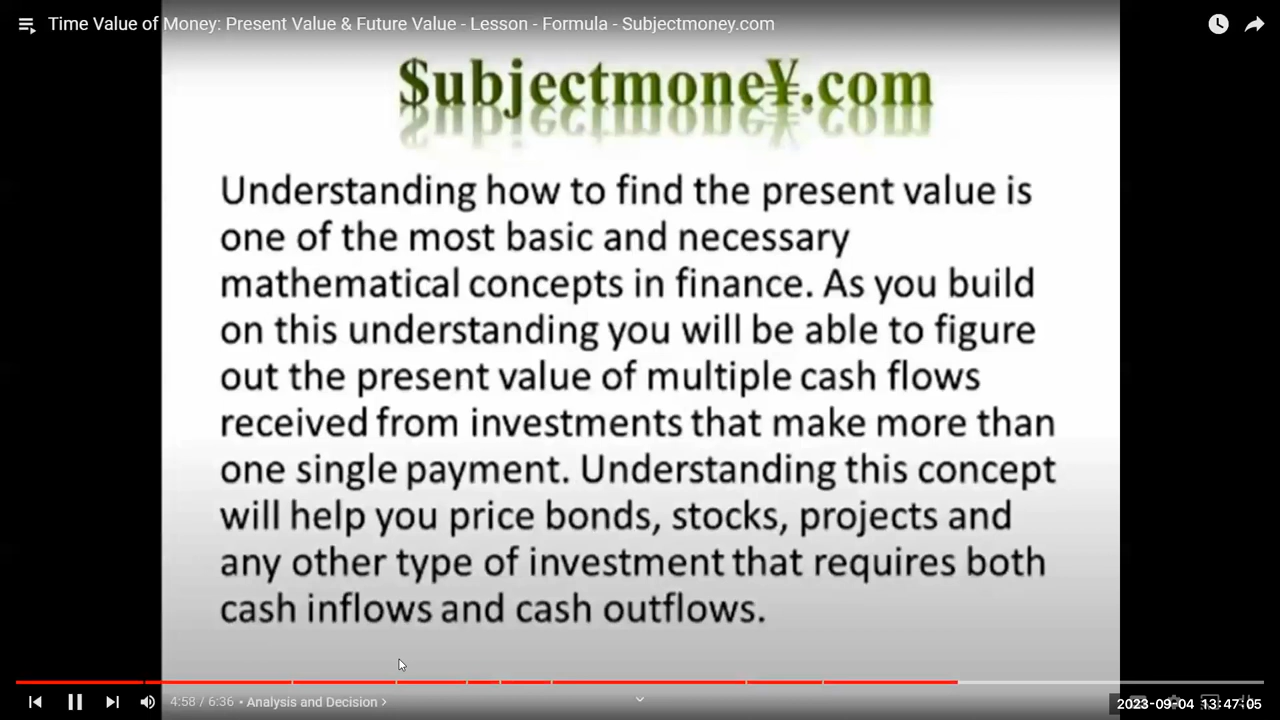 Time Value of Money: Present Value & Future Value - Lesson - Formula - Subjectmoney.com
$ubjectmone¥.com
Understanding how to find the present value is
one of the most basic and necessary
mathematical concepts in finance. As you build
on this understanding you will be able to figure
out the present value of multiple cash flows
received from investments that make more than
one single payment. Understanding this concept
will help you price bonds, stocks, projects and
any other type of investment that requires both
cash inflows and cash outflows.
4:58 / 6:36 • Analysis and Decision >
2023-09-04 13:47:05